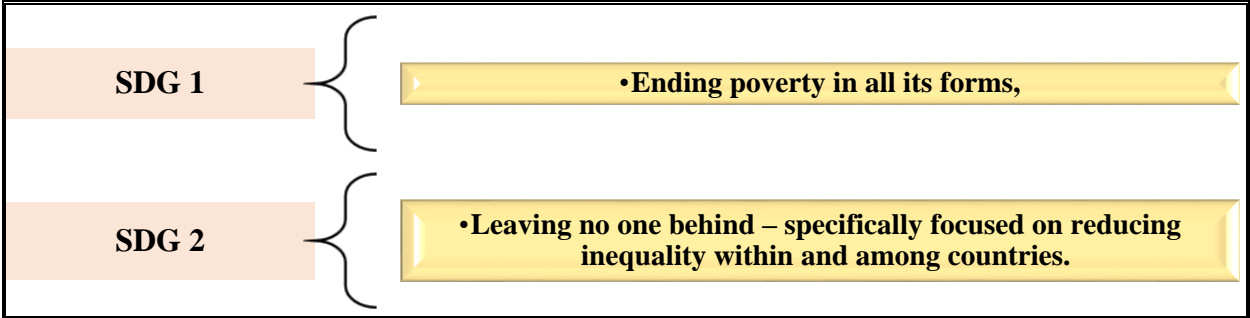 SDG 1
•Ending poverty in all its forms,
SDG 2
•Leaving no one behind – specifically focused on reducing
inequality within and among countries.